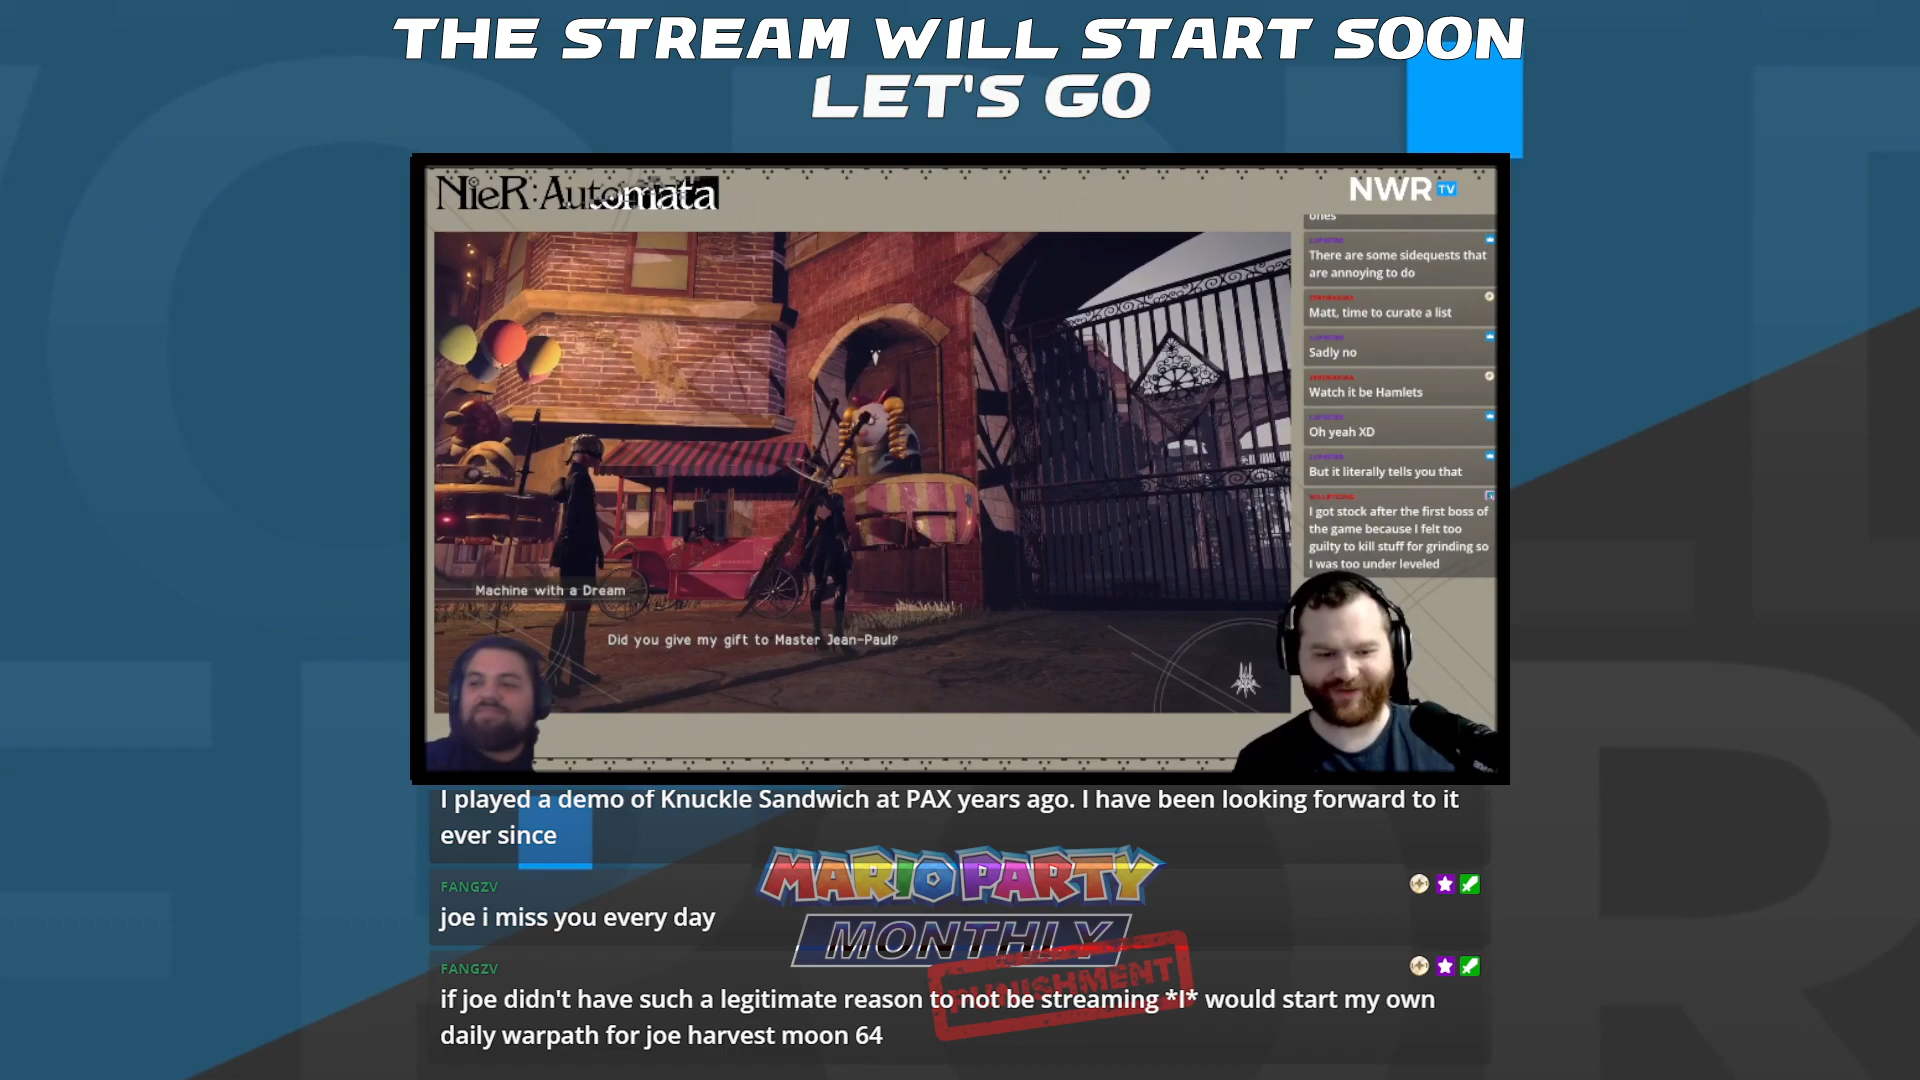 THE STREAM WILL START SOON
LET'S GO
NieR:Automata
NWR TV
ones
There are some sidequests that
are annoying to do
Matt, time to curate a list
Sadly no
Watch it be Hamlets
Oh yeah XD
But it literally tells you that
I got stock after the first boss of
the game because I felt too
guilty to kill stuff for grinding so
I was too under leveled
Machine with a Dream
Did you give my gift to Master Jean-Paul?
I played a demo of Knuckle Sandwich at PAX years ago. I have been looking forward to it
ever since
FANGZV
joe i miss you every day
MARIO PARTY
MONTHLY
PUNISHMENT
FANGZV
if joe didn't have such a legitimate reason to not be streaming *I* would start my own
daily warpath for joe harvest moon 64